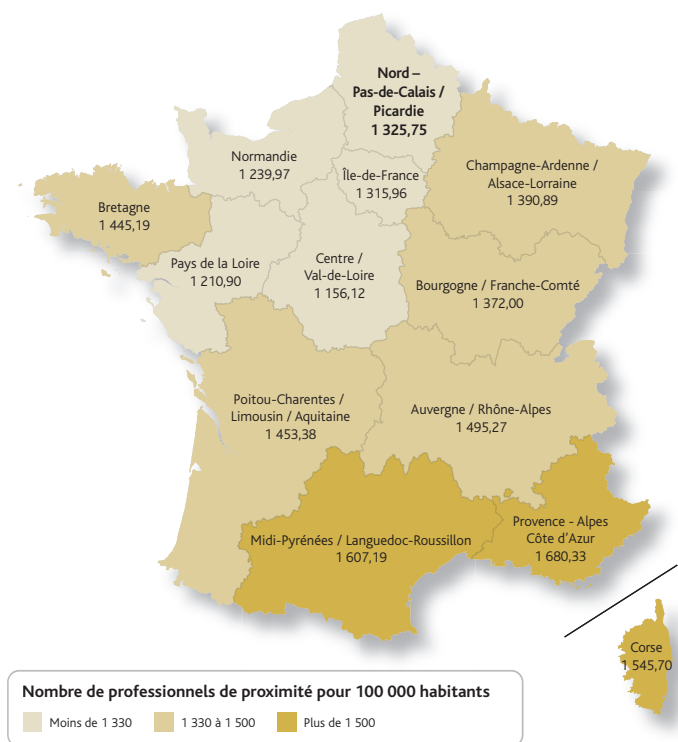 Nord –
Pas-de-Calais /
Picardie
1 325,75
Normandie
1 239,97
Île-de-France
1 315,96
Champagne-Ardenne /
Alsace-Lorraine
1 390,89
Bretagne
1 445,19
Pays de la Loire
1 210,90
Centre /
Val-de-Loire
1 156,12
Bourgogne / Franche-Comté
1 372,00
Poitou-Charentes /
Limousin / Aquitaine
1 453,38
Auvergne / Rhône-Alpes
1 495,27
Midi-Pyrénées / Languedoc-Roussillon
1 607,19
Provence - Alpes
Côte d'Azur
1 680,33
Corse
1 545,70
Nombre de professionnels de proximité pour 100 000 habitants
Moins de 1 330
1 330 à 1 500
Plus de 1 500